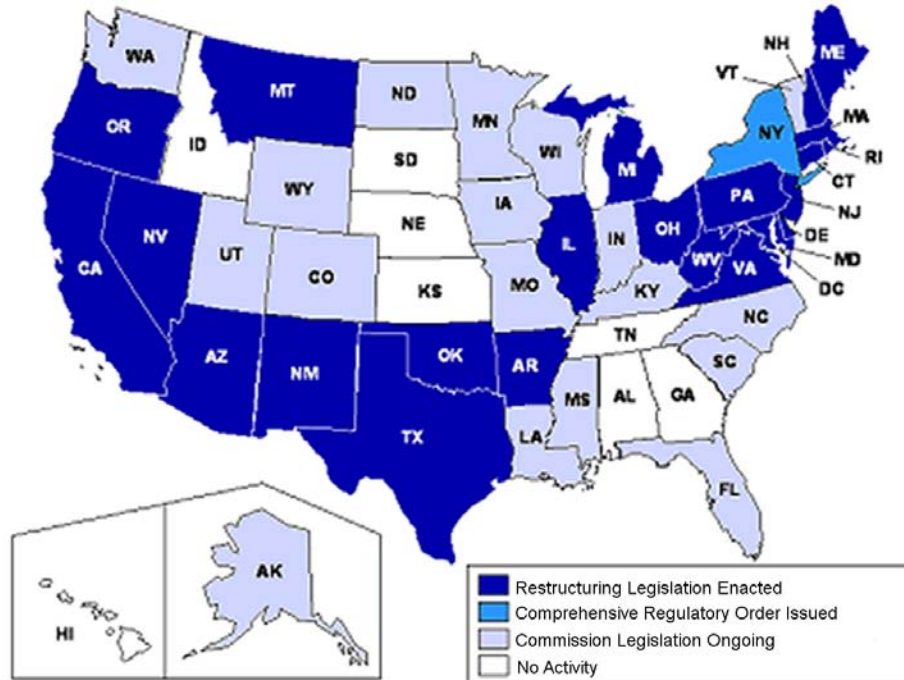 WA
MT
ND
MN
OR
ID
SD
WI
WY
MI
NE
IA
NV
UT
IL
IN
OH
PA
NY
CA
CO
KS
MO
KY
WV
VA
NC
TN
SC
AZ
NM
OK
AR
MS
AL
GA
TX
LA
FL
NH
ME
VT
MA
RI
CT
NJ
DE
MD
DC
HI
AK
Restructuring Legislation Enacted
Comprehensive Regulatory Order Issued
Commission Legislation Ongoing
No Activity